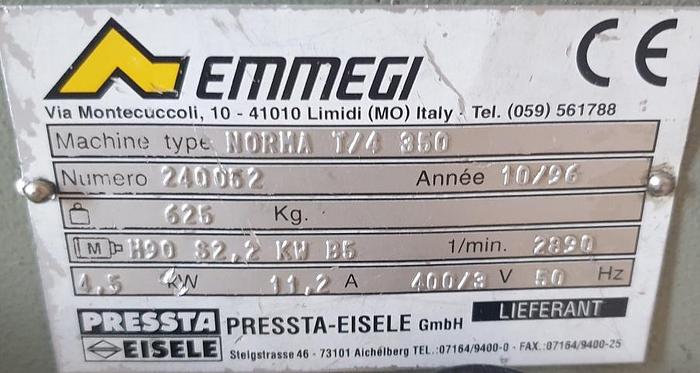 EMMEGI CE
Via Montecuccoli, 10 - 41010 Limidi (MO) Italy - Tel. (059) 561788
Machine type NORMA T/4 350
Numero 240052 Année 10/96
625 Kg.
M H90 S2,2 KW B5 1/min. 2890
4,5 KW 11,2 A 400/3 V 50 Hz
PRESSTA EISELE PRESSTA-EISELE GmbH LIEFERANT
Steigstrasse 46 - 73101 Aichelberg TEL.:07164/9400-0 - FAX.:07164/9400-25